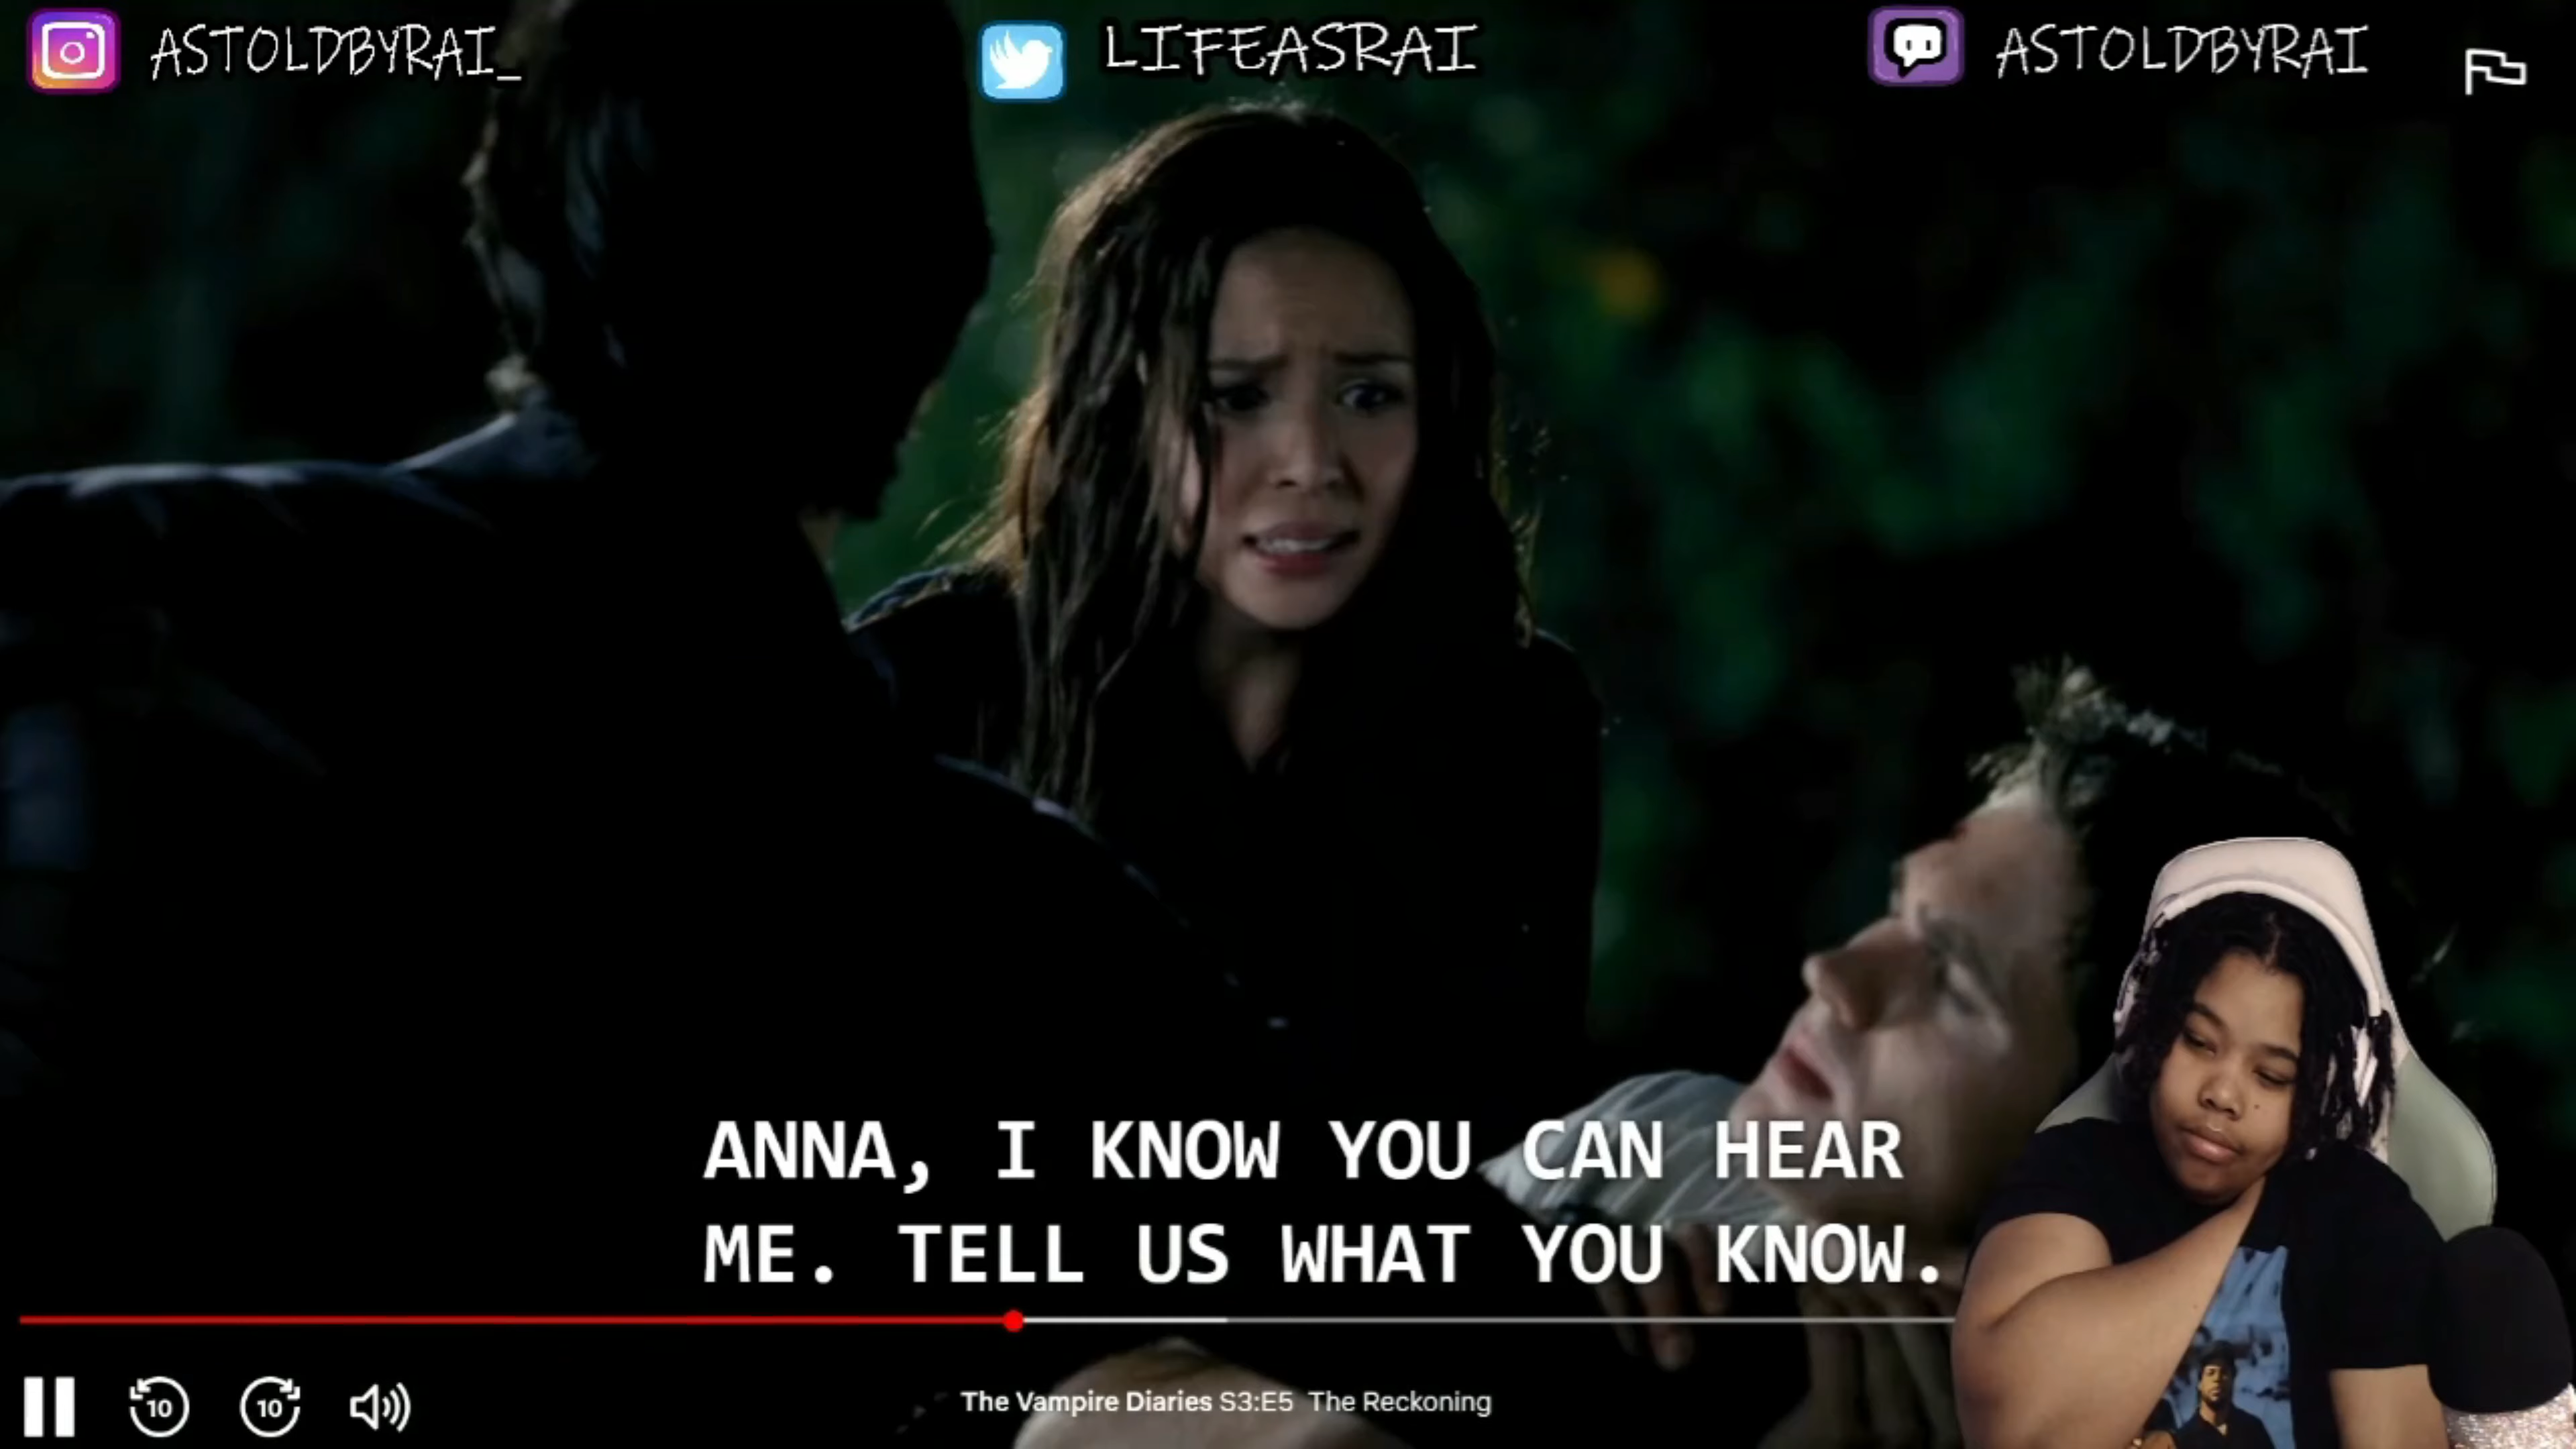 ASTOLDBYRAI_
LIFEASRAI
ASTOLDBYRAI
ANNA, I KNOW YOU CAN HEAR
ME. TELL US WHAT YOU KNOW.
10
10
The Vampire Diaries S3:E5 The Reckoning